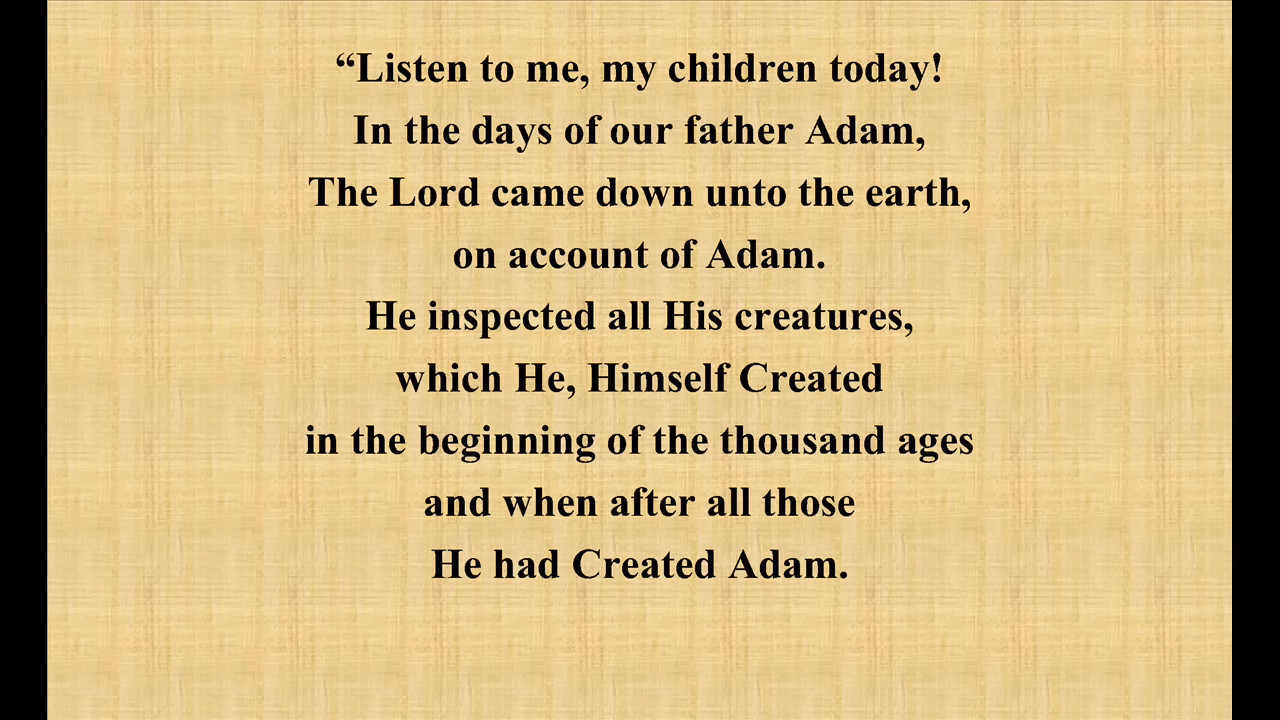 “Listen to me, my children today!
In the days of our father Adam,
The Lord came down unto the earth,
on account of Adam.
He inspected all His creatures,
which He, Himself Created
in the beginning of the thousand ages
and when after all those
He had Created Adam.